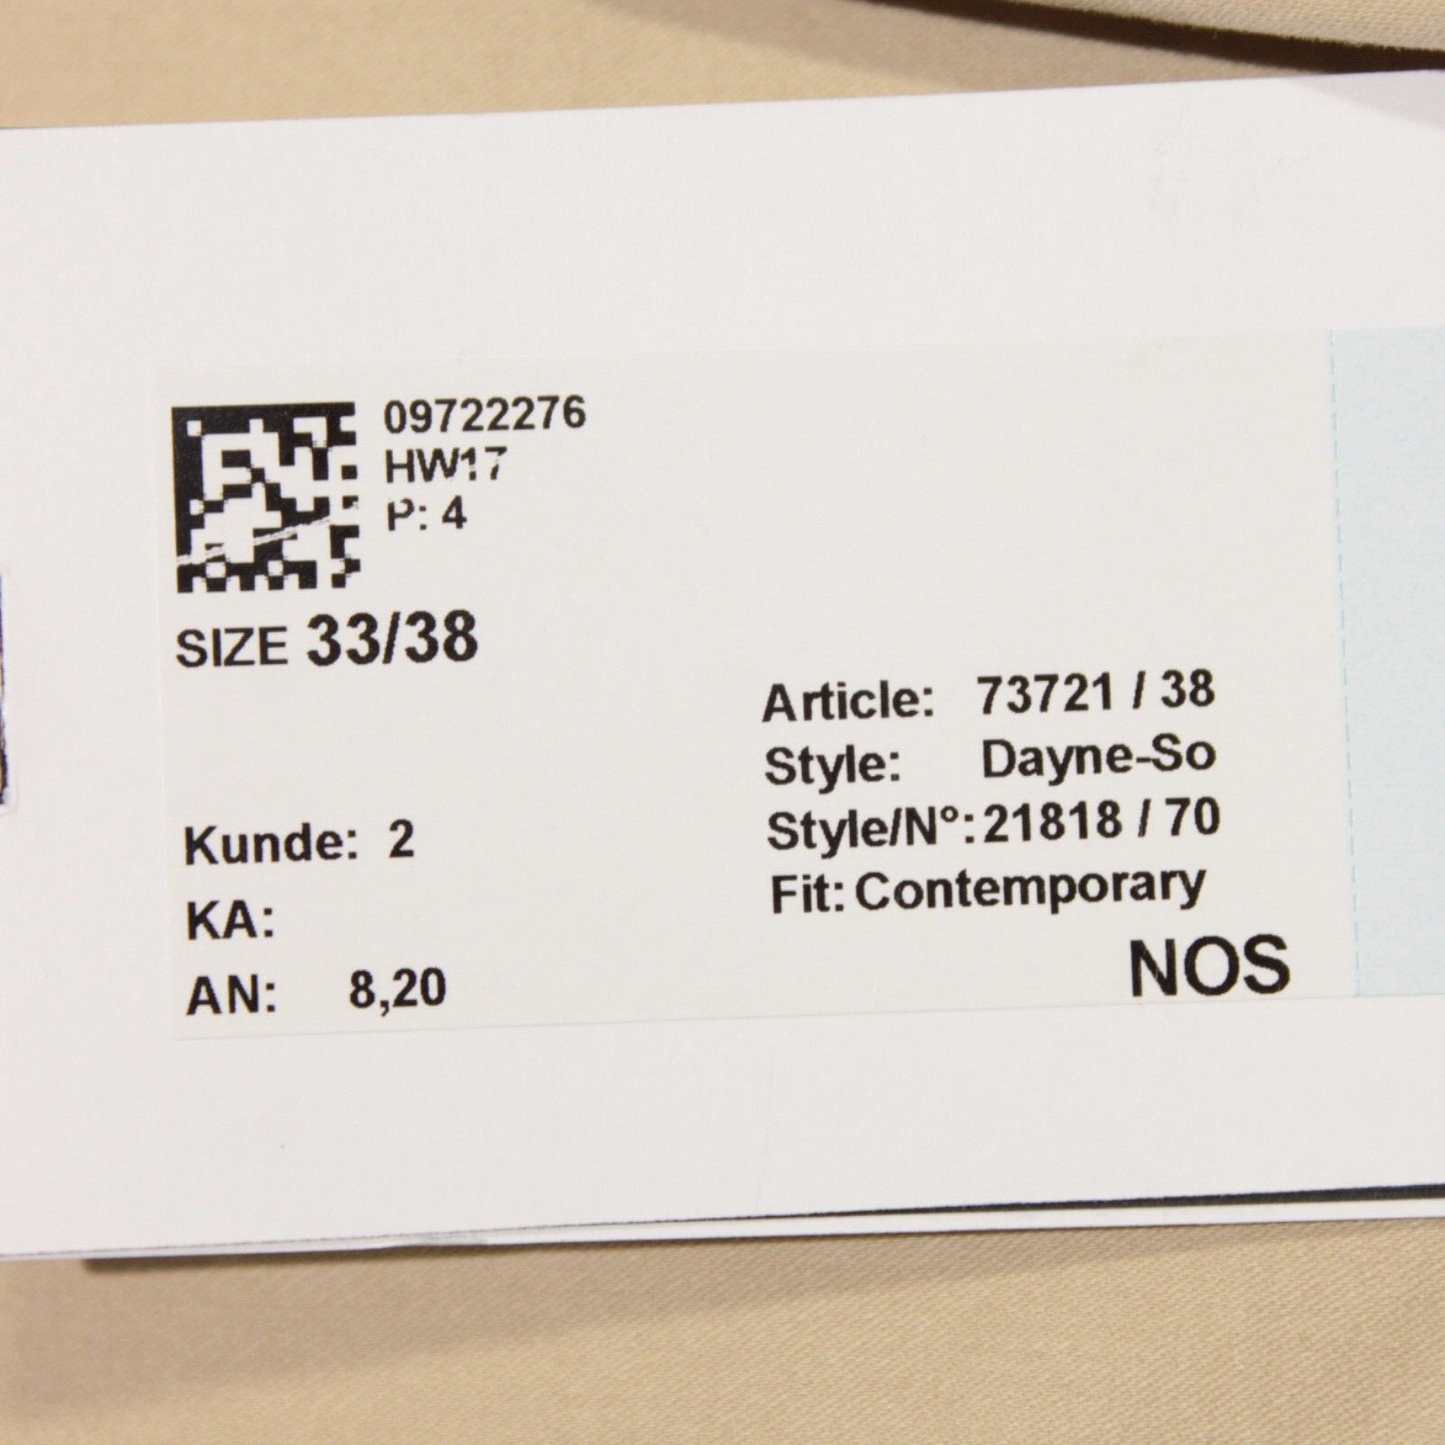 09722276
HW17
P: 4
SIZE 33/38
Article: 73721 / 38
Style: Dayne-So
Style/N°: 21818 / 70
Fit: Contemporary
NOS
Kunde: 2
KA:
AN: 8,20